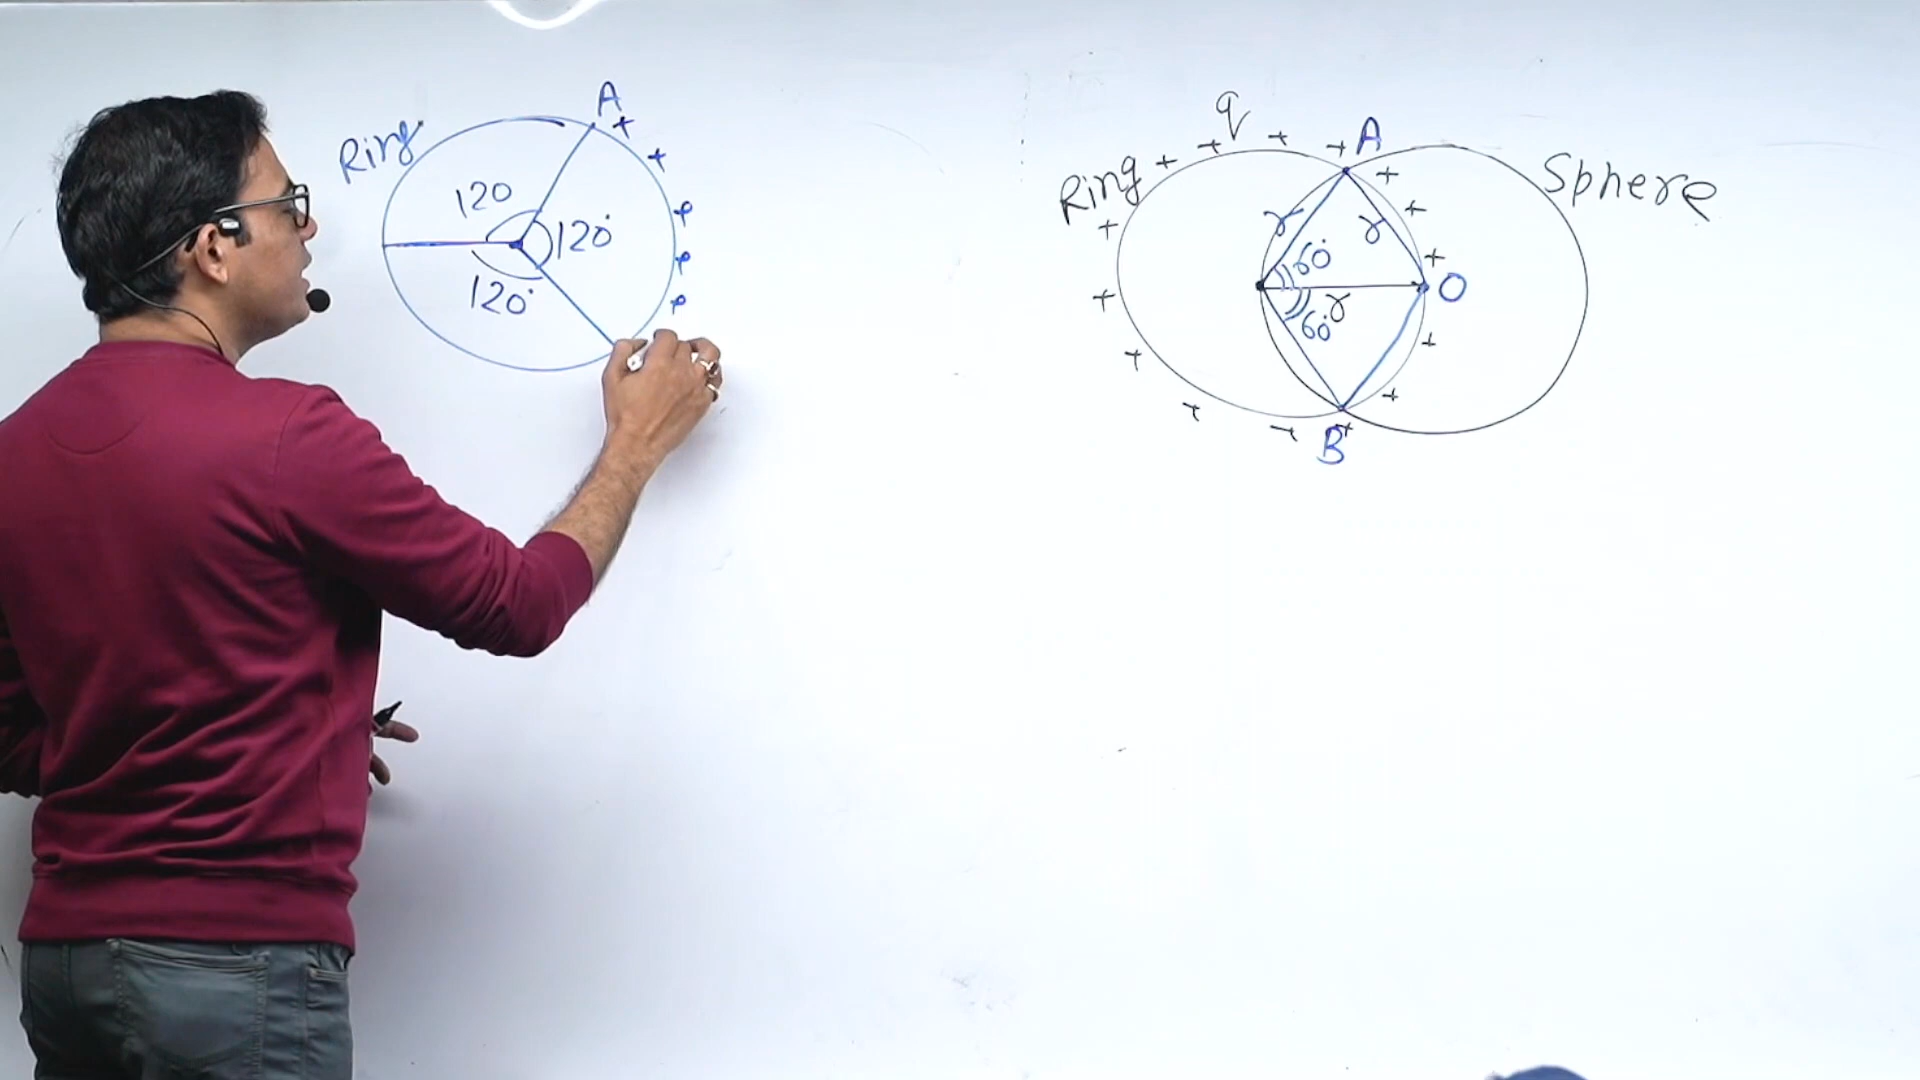 Ring
A
+
+
+
+
+
120
120°
120°
q
Ring
+ + + + A
+
+
+
+
+
+
+
+
+
+
+
B
r
r
60°
r
60°
O
Sphere